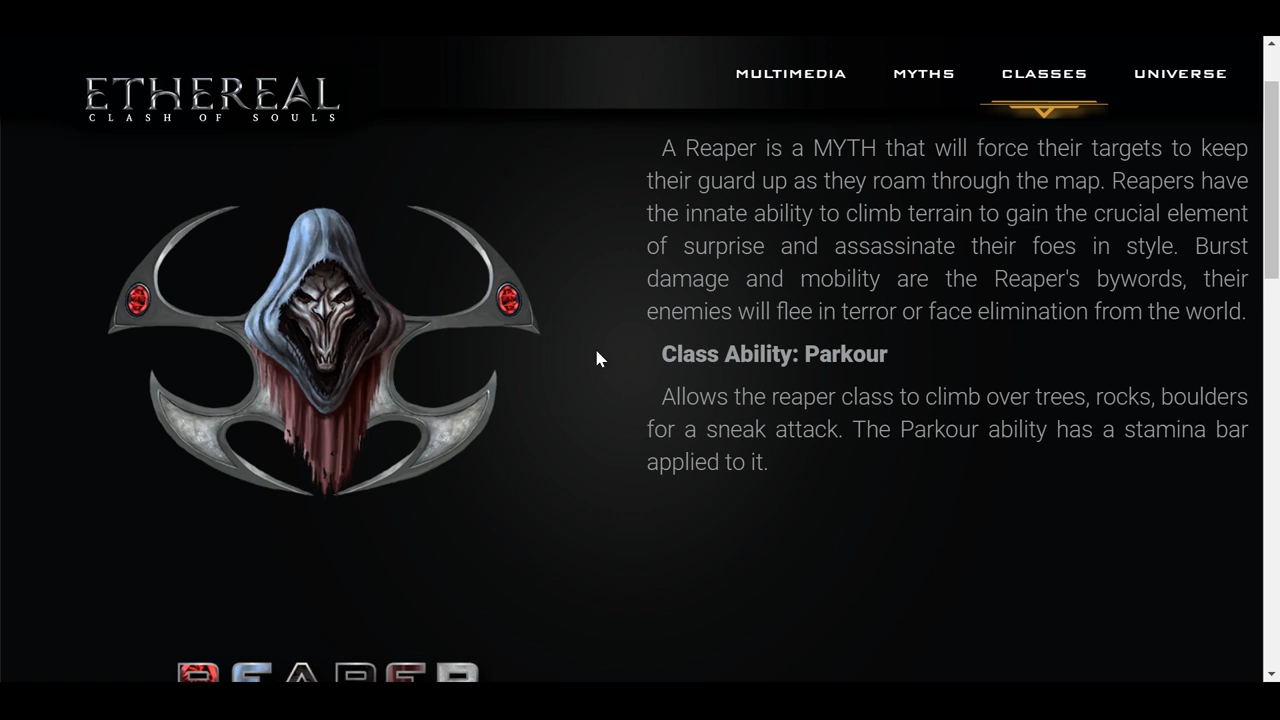 ETHEREAL
CLASH OF SOULS
MULTIMEDIA MYTHS CLASSES UNIVERSE
A Reaper is a MYTH that will force their targets to keep
their guard up as they roam through the map. Reapers have
the innate ability to climb terrain to gain the crucial element
of surprise and assassinate their foes in style. Burst
damage and mobility are the Reaper's bywords, their
enemies will flee in terror or face elimination from the world.
Class Ability: Parkour
Allows the reaper class to climb over trees, rocks, boulders
for a sneak attack. The Parkour ability has a stamina bar
applied to it.
REAPER